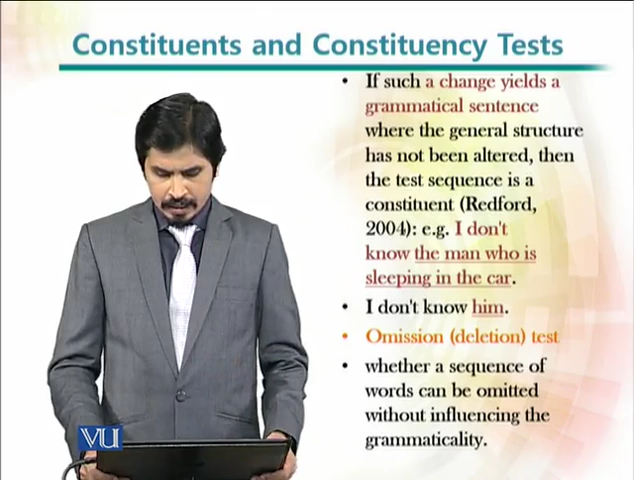 Constituents and Constituency Tests
• If such a change yields a
grammatical sentence
where the general structure
has not been altered, then
the test sequence is a
constituent (Redford,
2004): e.g. I don't
know the man who is
sleeping in the car.
• I don't know him.
• Omission (deletion) test
• whether a sequence of
words can be omitted
without influencing the
grammaticality.
VU